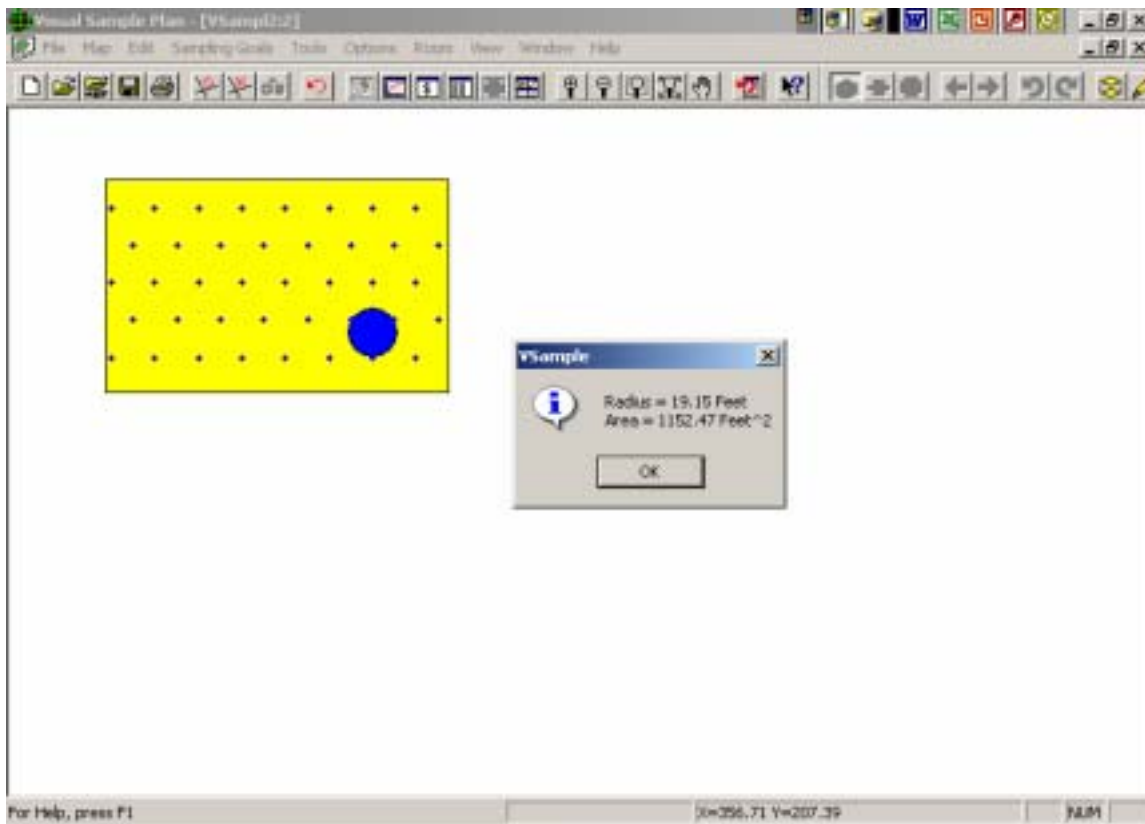 Visual Sample Plan - [VSampl2:2]
File Map Edit Sampling Goals Tools Options Room View Window Help
VSample
Radius = 19.15 Feet
Area = 1152.47 Feet^2
OK
For Help, press F1
X=356.71 Y=207.39
NUM